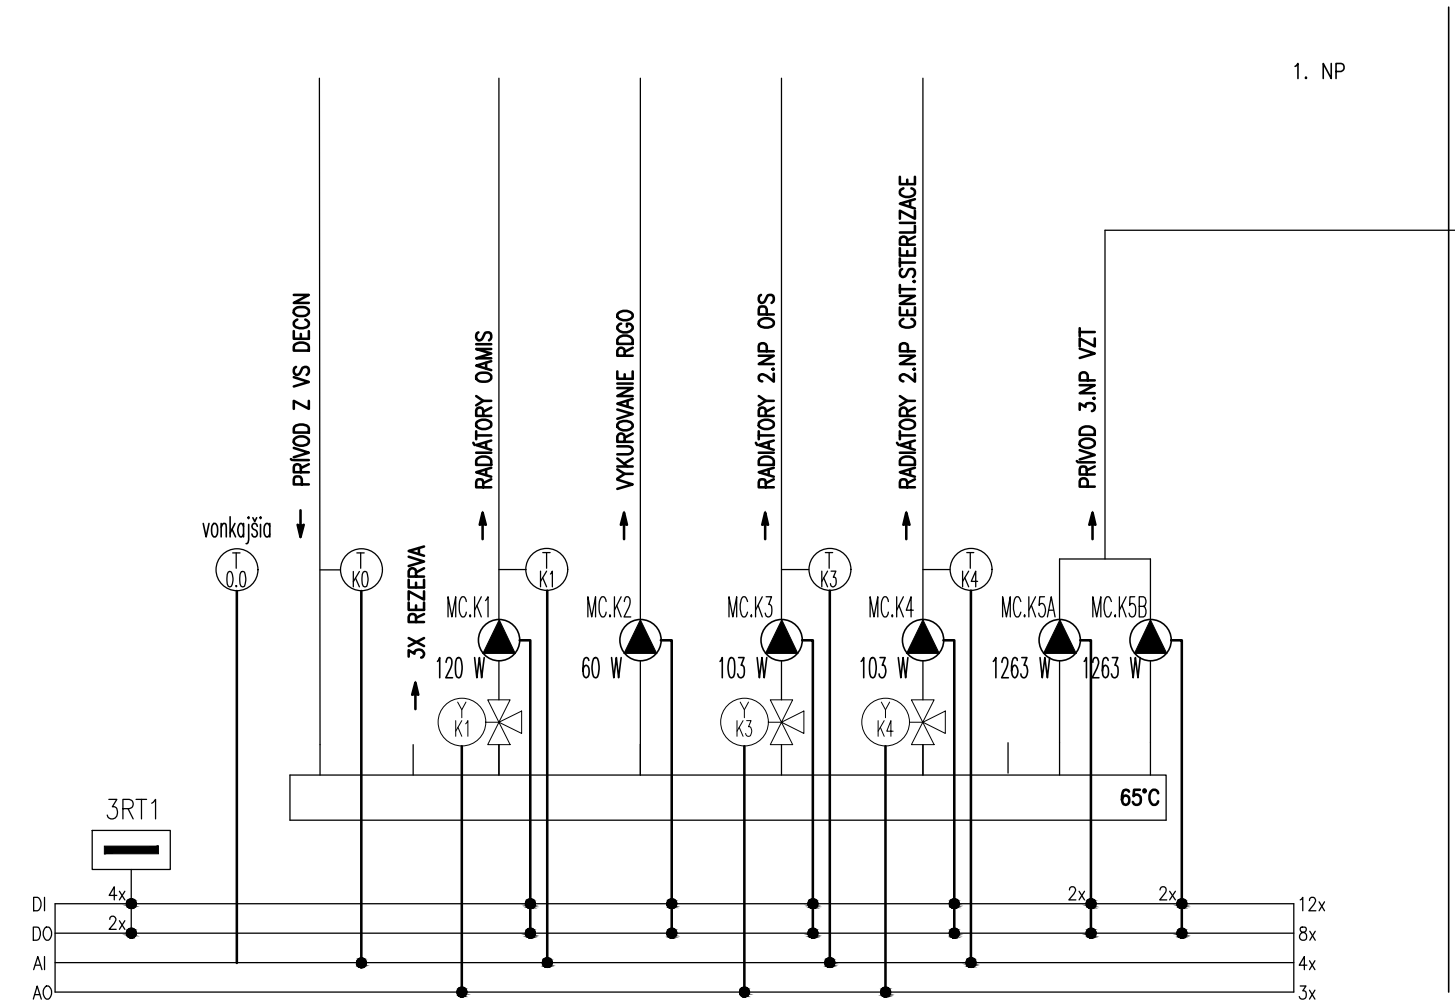 1. NP
PRÍVOD Z VS DECON
RADIÁTORY OAMIS
VYKUROVANIE RDGO
RADIÁTORY 2.NP OPS
RADIÁTORY 2.NP CENT.STERLIZACE
PRÍVOD 3.NP VZT
vonkajšia
T
0.0
T
K0
3X REZERVA
T
K1
T
K3
T
K4
MC.K1
MC.K2
MC.K3
MC.K4
MC.K5A
MC.K5B
120 W
60 W
103 W
103 W
1263 W
1263 W
Y
K1
Y
K3
Y
K4
65°C
3RT1
4x
2x
2x
2x
DI
12x
DO
8x
AI
4x
AO
3x